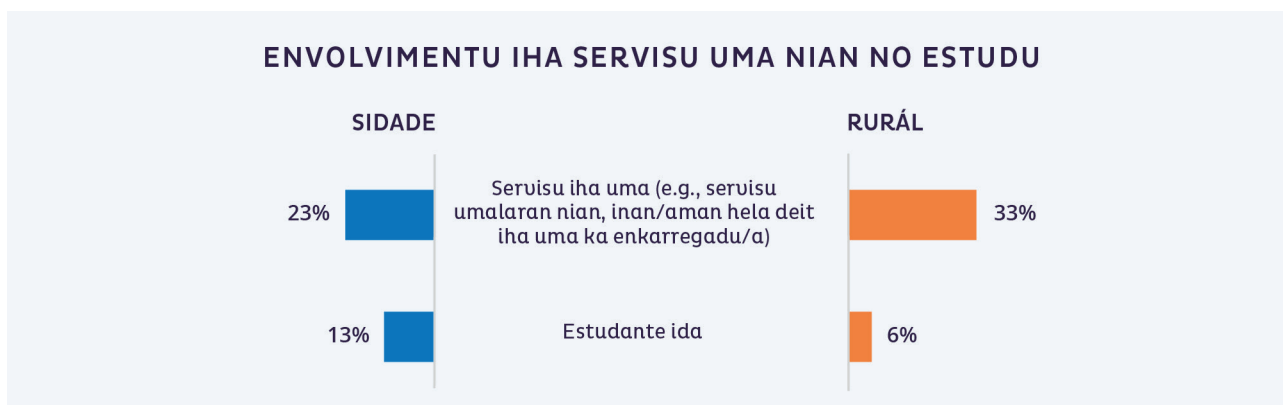 ENVOLVIMENTU IHA SERVISU UMA NIAN NO ESTUDU
SIDADE
RURÁL
23%
Servisu iha uma (e.g., servisu
umalaran nian, inan/aman hela deit
iha uma ka enkarregadu/a)
33%
13%
Estudante ida
6%